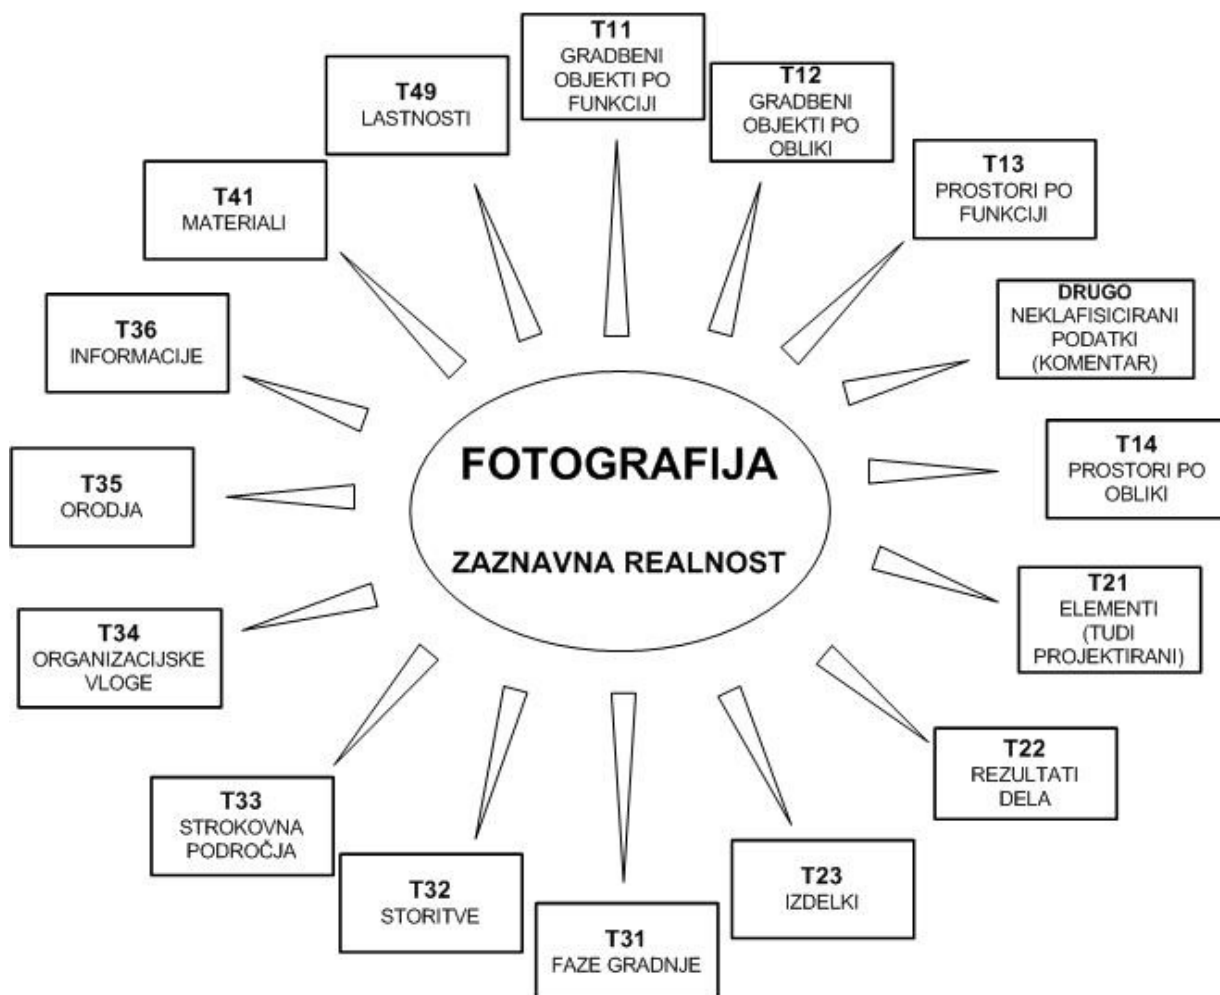 T11
GRADBENI
OBJEKTI PO
FUNKCIJI
T12
GRADBENI
OBJEKTI PO
OBLIKI
T13
PROSTORI PO
FUNKCIJI
DRUGO
NEKLAFISICIRANI
PODATKI
(KOMENTAR)
T14
PROSTORI PO
OBLIKI
T21
ELEMENTI
(TUDI
PROJEKTIRANI)
T22
REZULTATI
DELA
T23
IZDELKI
T31
FAZE GRADNJE
T32
STORITVE
T33
STROKOVNA
PODROČJA
T34
ORGANIZACIJSKE
VLOGE
T35
ORODJA
T36
INFORMACIJE
T41
MATERIALI
T49
LASTNOSTI
FOTOGRAFIJA
ZAZNAVNA REALNOST